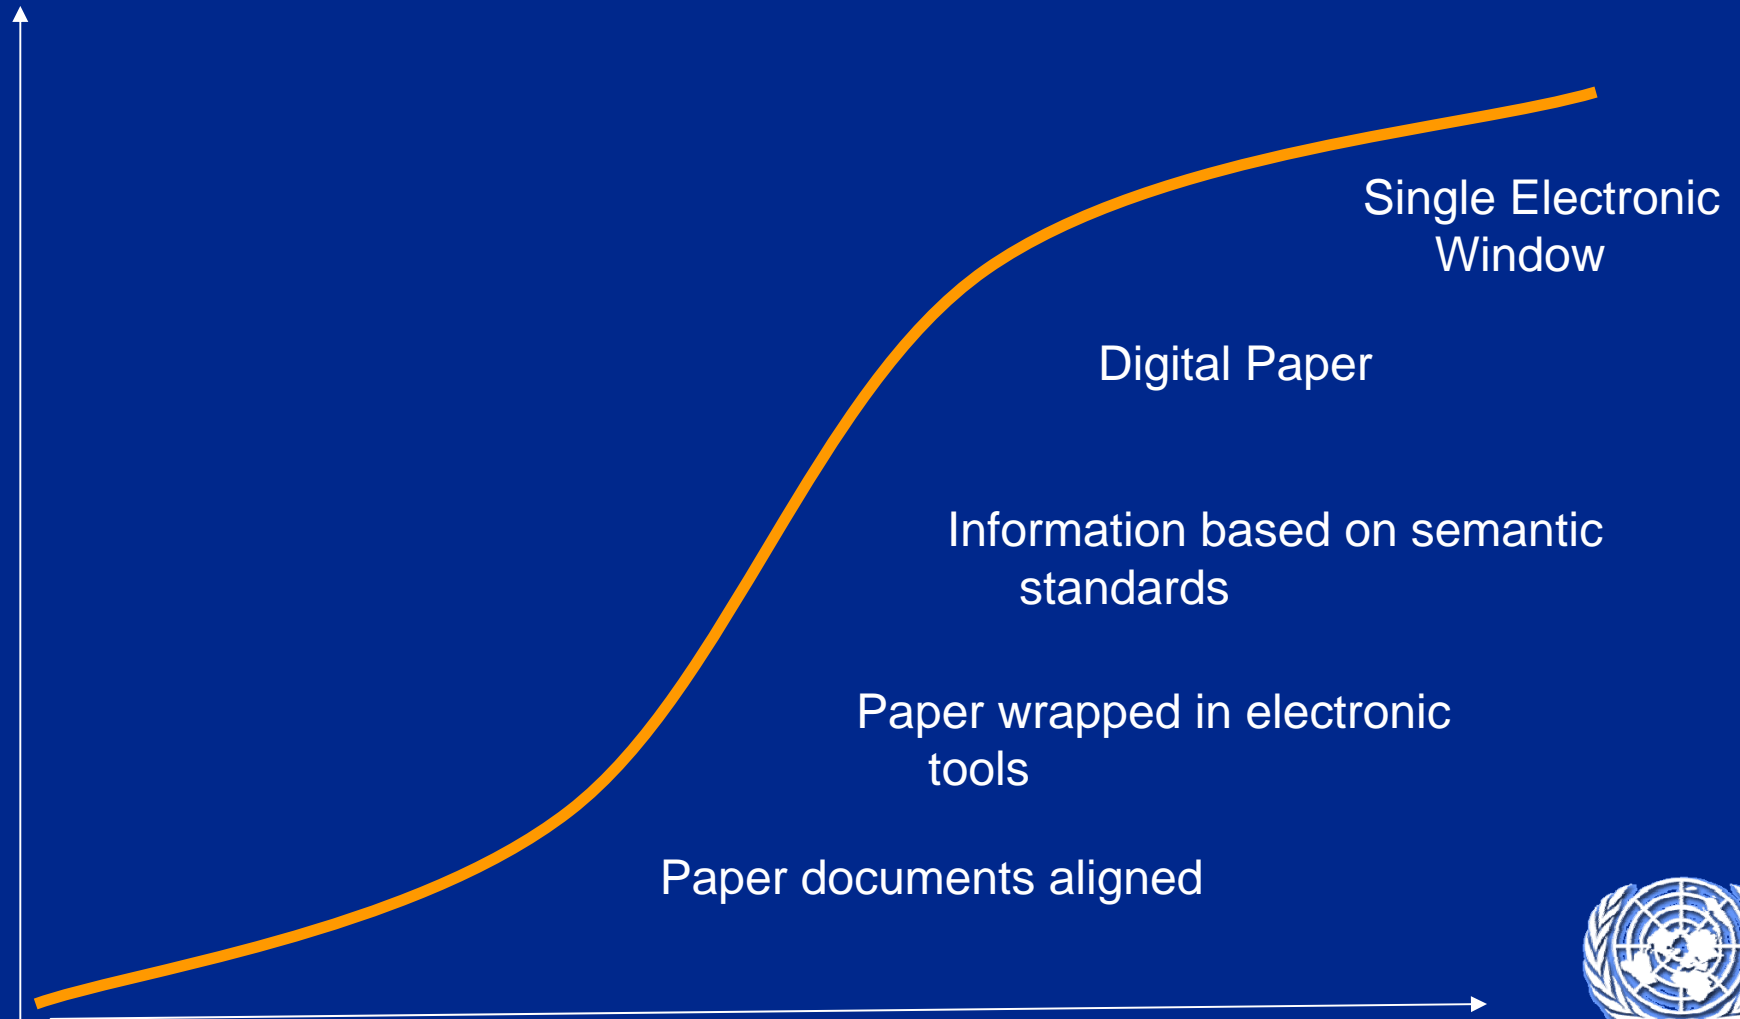 Single Electronic
Window
Digital Paper
Information based on semantic
standards
Paper wrapped in electronic
tools
Paper documents aligned